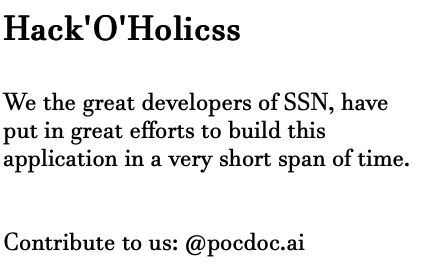 Hack'O'Holicss
We the great developers of SSN, have
put in great efforts to build this
application in a very short span of time.
Contribute to us: @pocdoc.ai